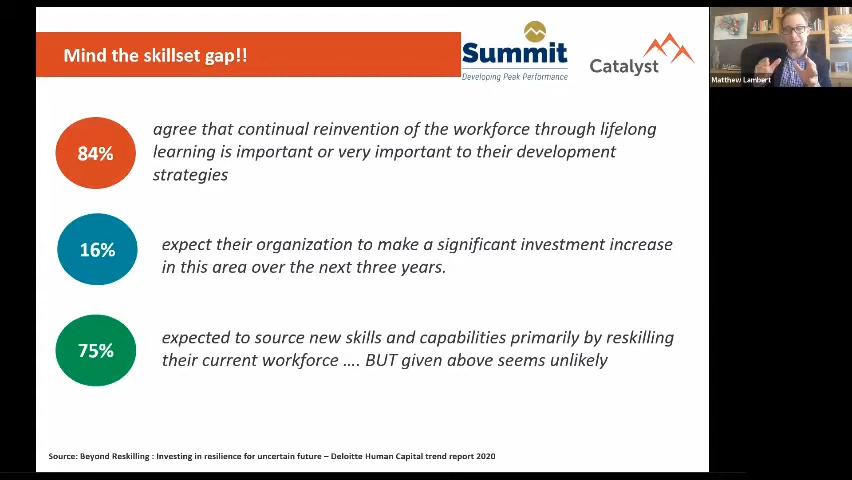 Mind the skillset gap!!
Summit
Developing Peak Performance
Catalyst
Matthew Lambert
84%
agree that continual reinvention of the workforce through lifelong
learning is important or very important to their development
strategies
16%
expect their organization to make a significant investment increase
in this area over the next three years.
75%
expected to source new skills and capabilities primarily by reskilling
their current workforce .... BUT given above seems unlikely
Source: Beyond Reskilling : Investing in resilience for uncertain future – Deloitte Human Capital trend report 2020